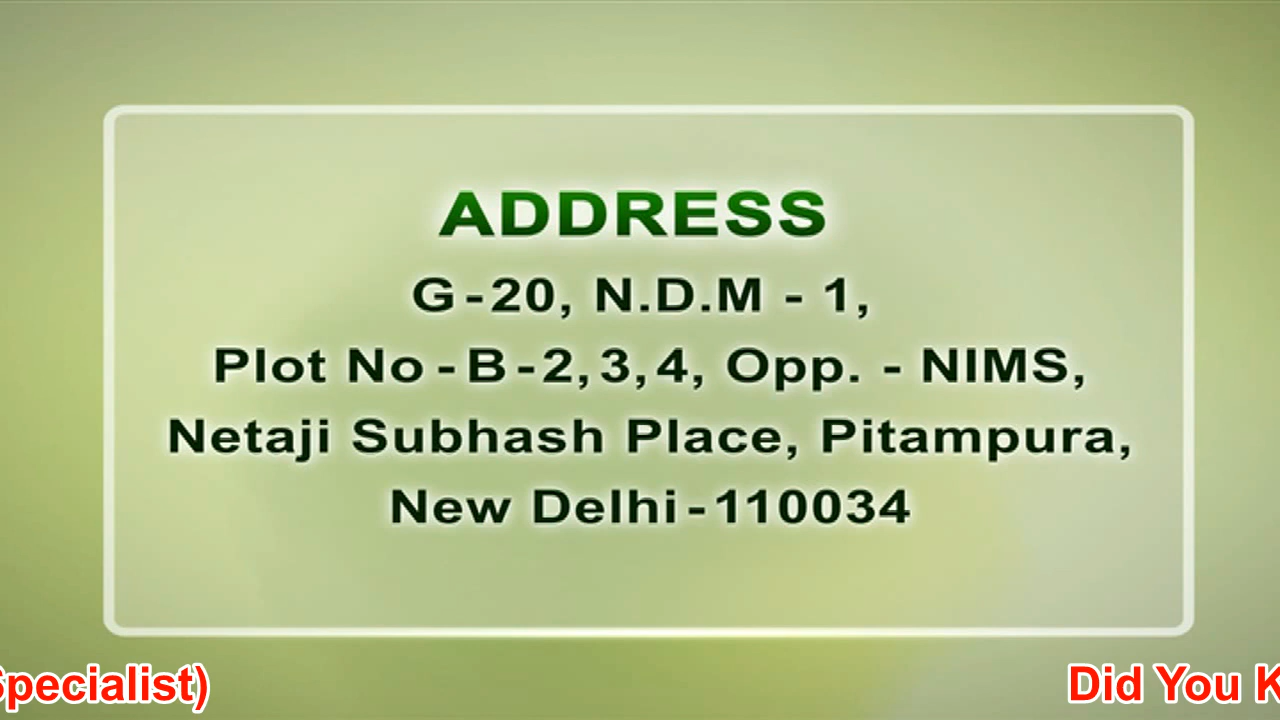 ADDRESS
G-20, N.D.M - 1,
Plot No-B-2,3,4, Opp. - NIMS,
Netaji Subhash Place, Pitampura,
New Delhi-110034
Specialist) Did You K